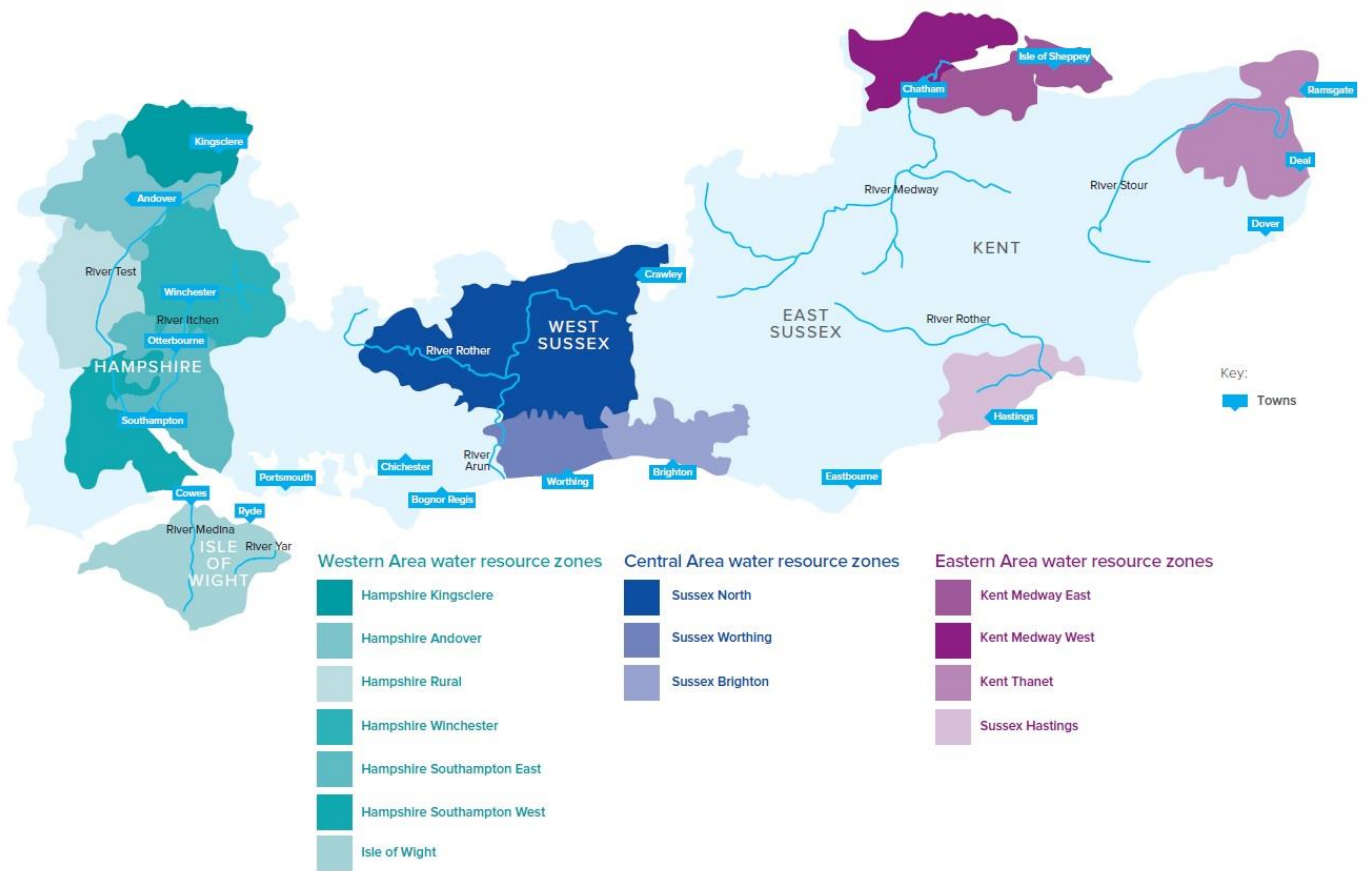 Isle of Sheppey
Chatham
Ramsgate
Kingsclere
Deal
River Medway
River Stour
Andover
Dover
KENT
River Test
Crawley
Winchester
River Itchen
EAST
SUSSEX
River Rother
WEST
SUSSEX
Otterbourne
River Rother
HAMPSHIRE
Key:
Towns
Southampton
Hastings
River
Arun
Chichester
Portsmouth
Worthing
Brighton
Eastbourne
Cowes
Bognor Regis
Ryde
River Medina
River Yar
ISLE
OF
WIGHT
Western Area water resource zones
Hampshire Kingsclere
Hampshire Andover
Hampshire Rural
Hampshire Winchester
Hampshire Southampton East
Hampshire Southampton West
Isle of Wight
Central Area water resource zones
Sussex North
Sussex Worthing
Sussex Brighton
Eastern Area water resource zones
Kent Medway East
Kent Medway West
Kent Thanet
Sussex Hastings